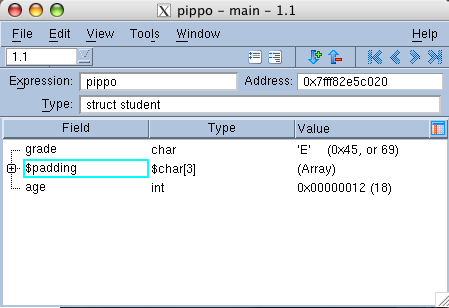 pippo - main - 1.1
File Edit View Tools Window Help
1.1
Expression: pippo Address: 0x7fff82e5c020
Type: struct student
Field Type Value
grade char 'E' (0x45, or 69)
$padding $char[3] (Array)
age int 0x00000012 (18)